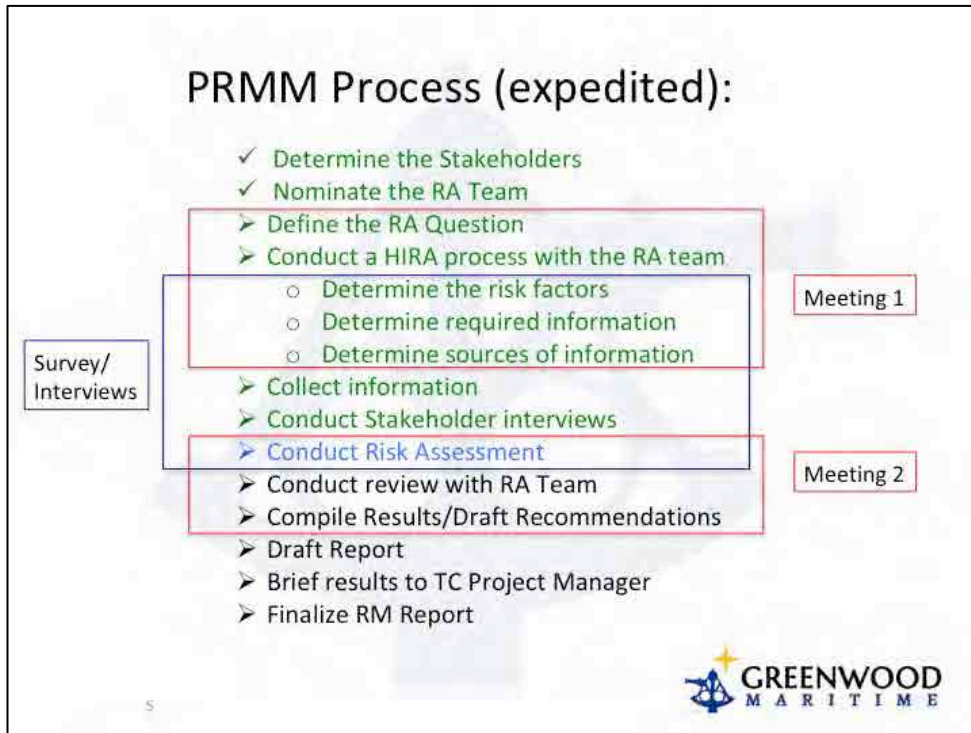 PRMM Process (expedited):
✓ Determine the Stakeholders
✓ Nominate the RA Team
➢ Define the RA Question
➢ Conduct a HIRA process with the RA team
○ Determine the risk factors
○ Determine required information
○ Determine sources of information
Meeting 1
Survey/
Interviews
➢ Collect information
➢ Conduct Stakeholder interviews
➢ Conduct Risk Assessment
➢ Conduct review with RA Team
➢ Compile Results/Draft Recommendations
Meeting 2
➢ Draft Report
➢ Brief results to TC Project Manager
➢ Finalize RM Report
GREENWOOD
MARITIME
5